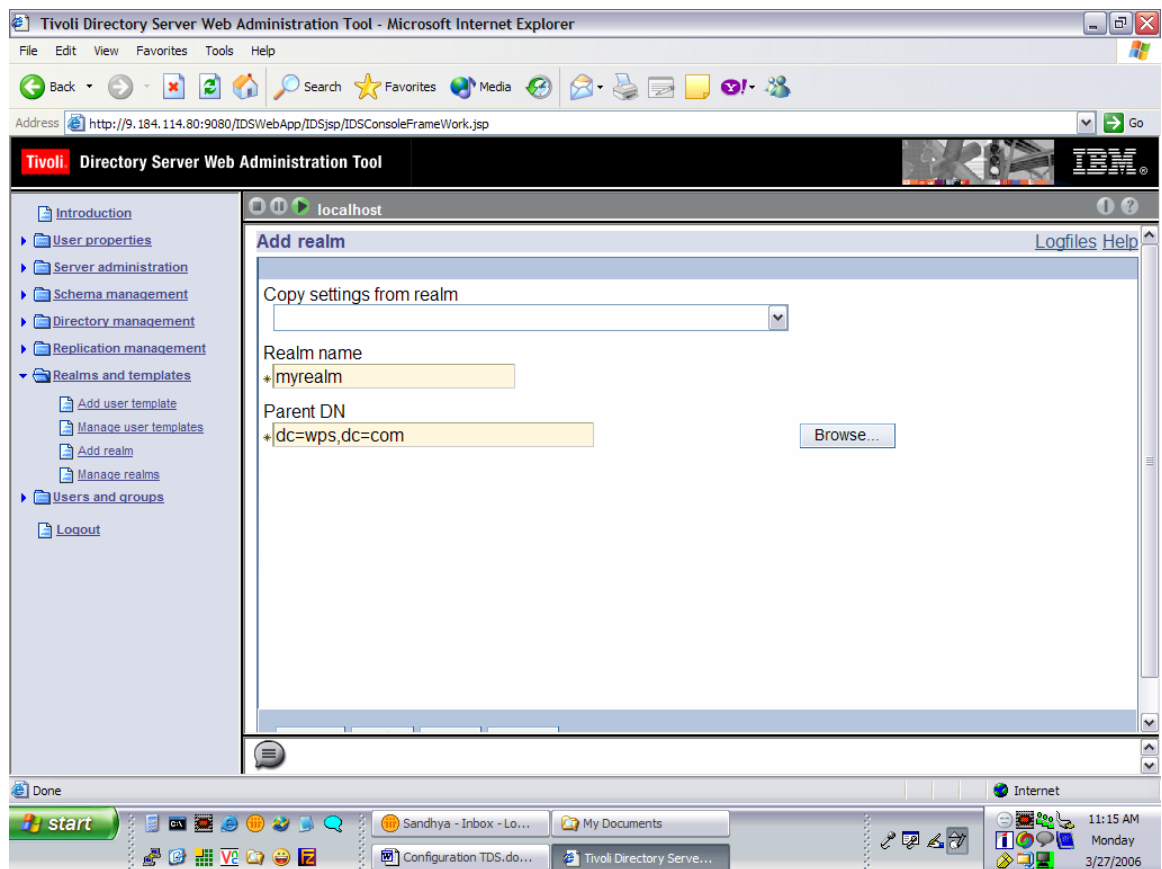 Tivoli Directory Server Web Administration Tool - Microsoft Internet Explorer
File Edit View Favorites Tools Help
Back Search Favorites Media
Address http://9.184.114.80:9080/IDSWebApp/IDSjsp/IDSConsoleFrameWork.jsp Go
Tivoli. Directory Server Web Administration Tool IBM®
Introduction
User properties
Server administration
Schema management
Directory management
Replication management
Realms and templates
Add user template
Manage user templates
Add realm
Manage realms
Users and groups
Logout
localhost
Add realm Logfiles Help
Copy settings from realm
Realm name
*myrealm
Parent DN
*dc=wps,dc=com Browse...
Done Internet
start Sandhya - Inbox - Lo... My Documents 11:15 AM
Monday
Configuration TDS.do... Tivoli Directory Serve... 3/27/2006